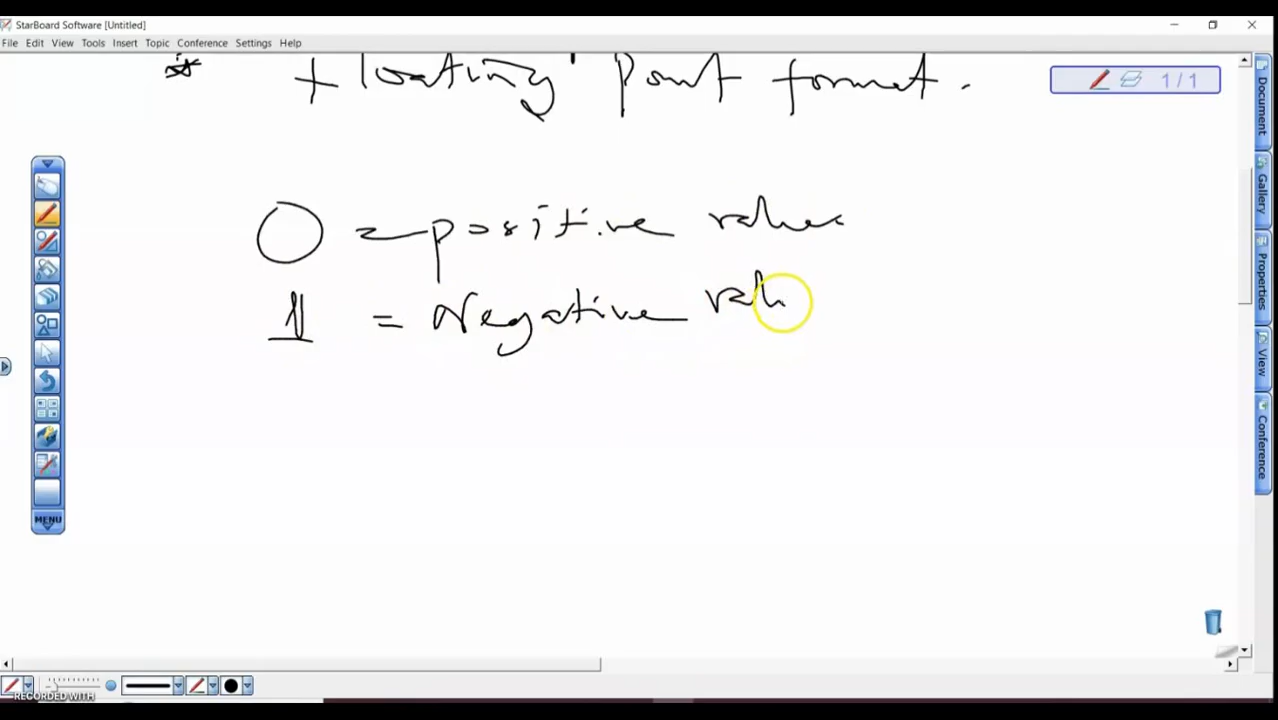 StarBoard Software [Untitled]
File Edit View Tools Insert Topic Conference Settings Help
* Floating Point format.
1/1
0 = positive values
1 = Negative valu
MENU
Document
Gallery
Properties
View
Conference
RECORDED WITH